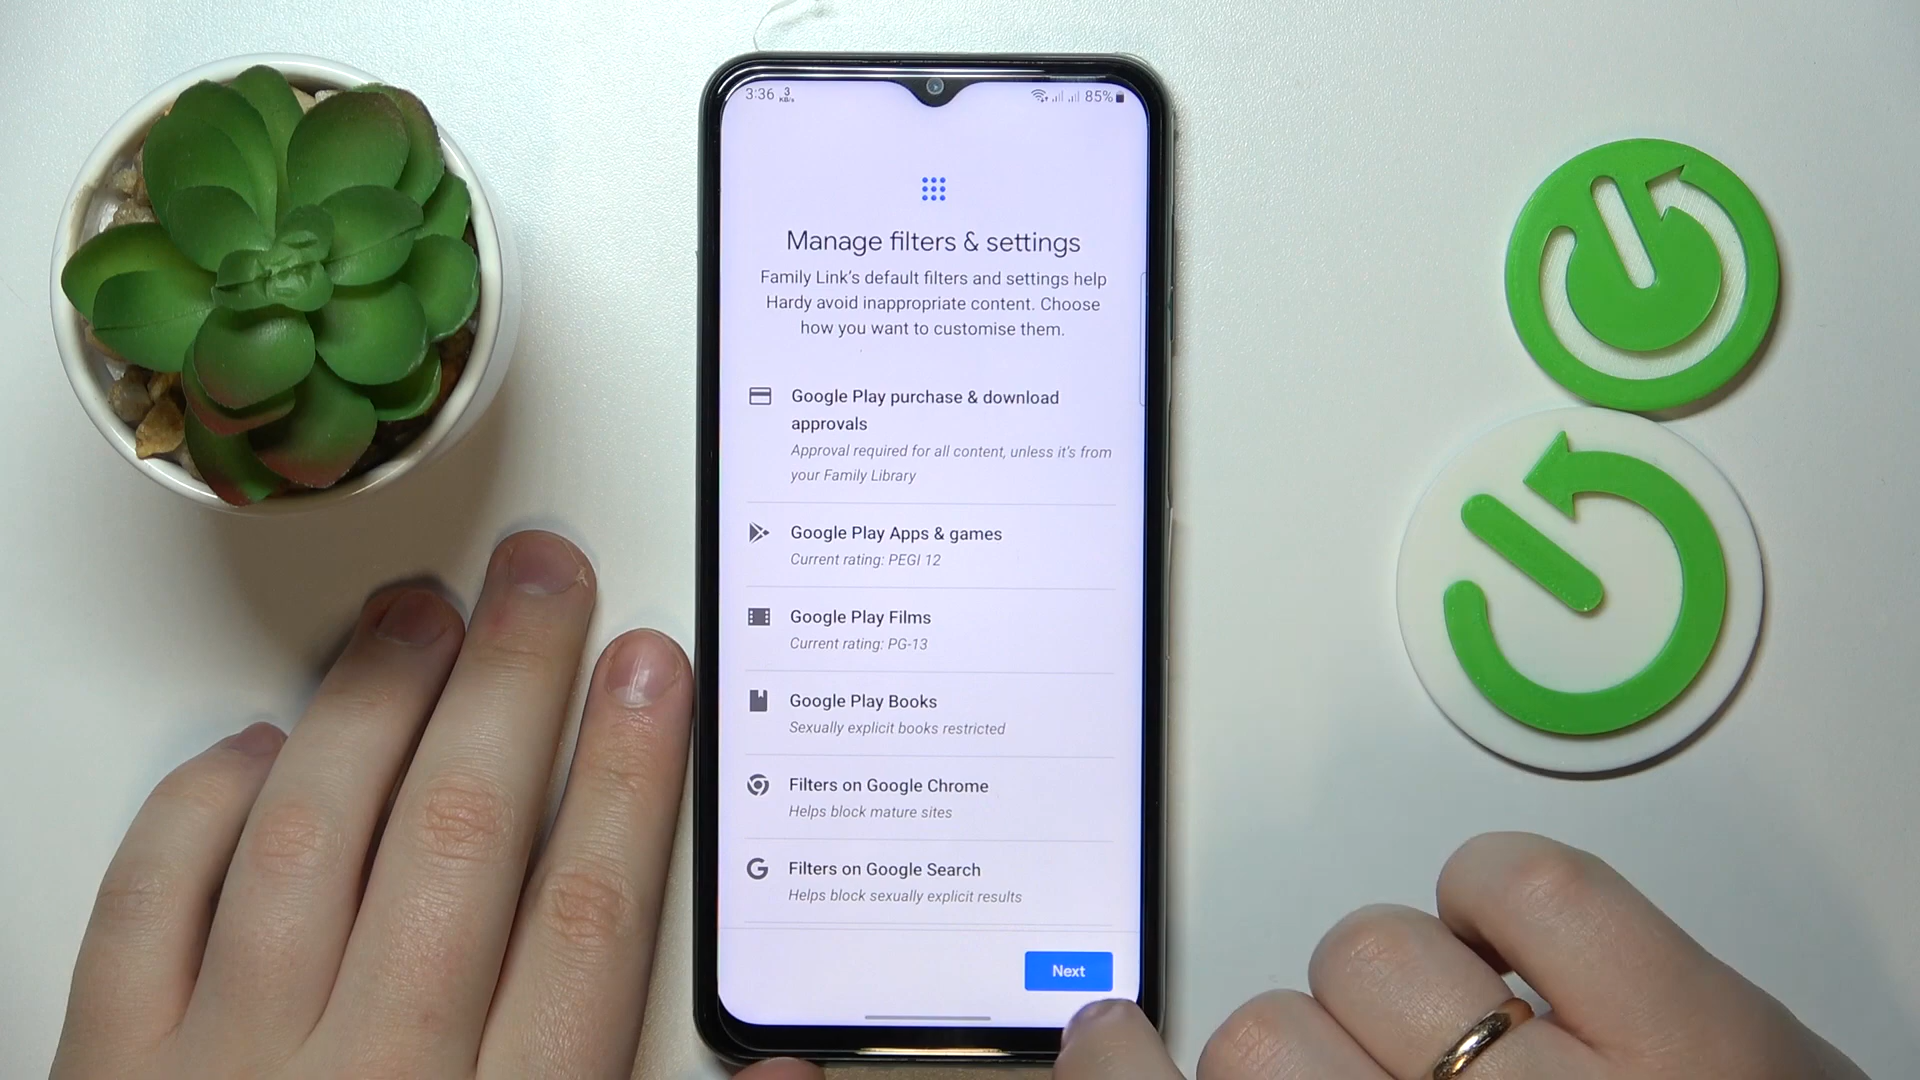 3:36 3 KB/s 85%
Manage filters & settings
Family Link's default filters and settings help
Hardy avoid inappropriate content. Choose
how you want to customise them.
Google Play purchase & download
approvals
Approval required for all content, unless it's from
your Family Library
Google Play Apps & games
Current rating: PEGI 12
Google Play Films
Current rating: PG-13
Google Play Books
Sexually explicit books restricted
Filters on Google Chrome
Helps block mature sites
Filters on Google Search
Helps block sexually explicit results
Next